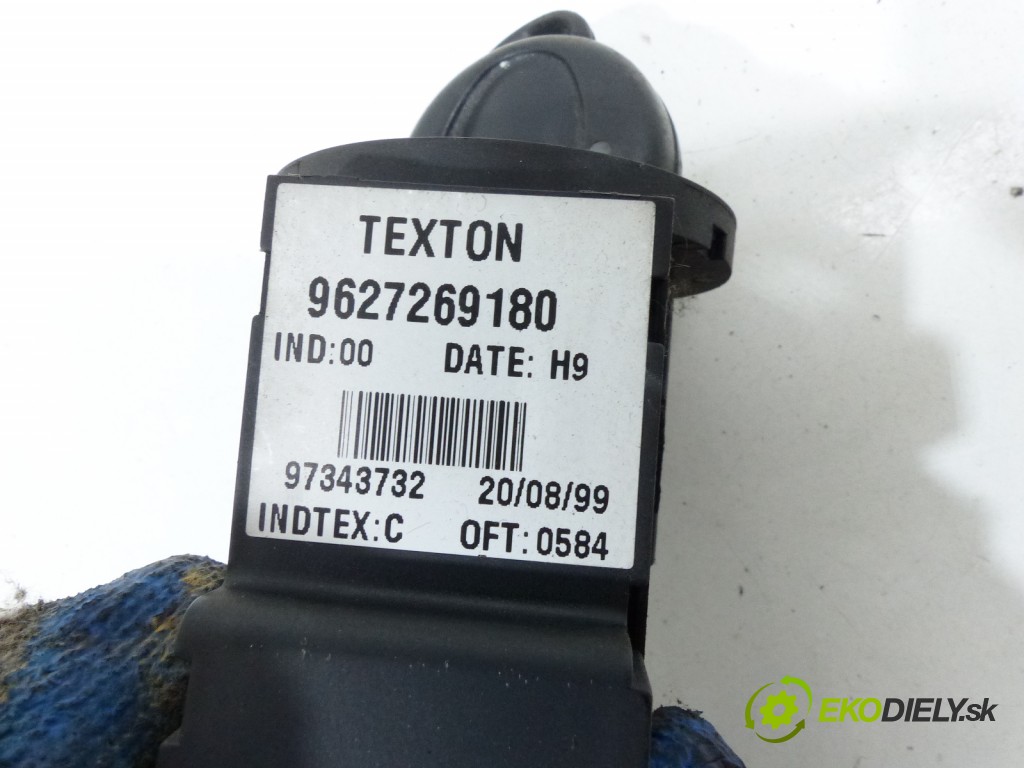 TEXTON
9627269180
IND:00 DATE: H9
97343732 20/08/99
INDTEX:C OFT:0584
EKODIELY.sk